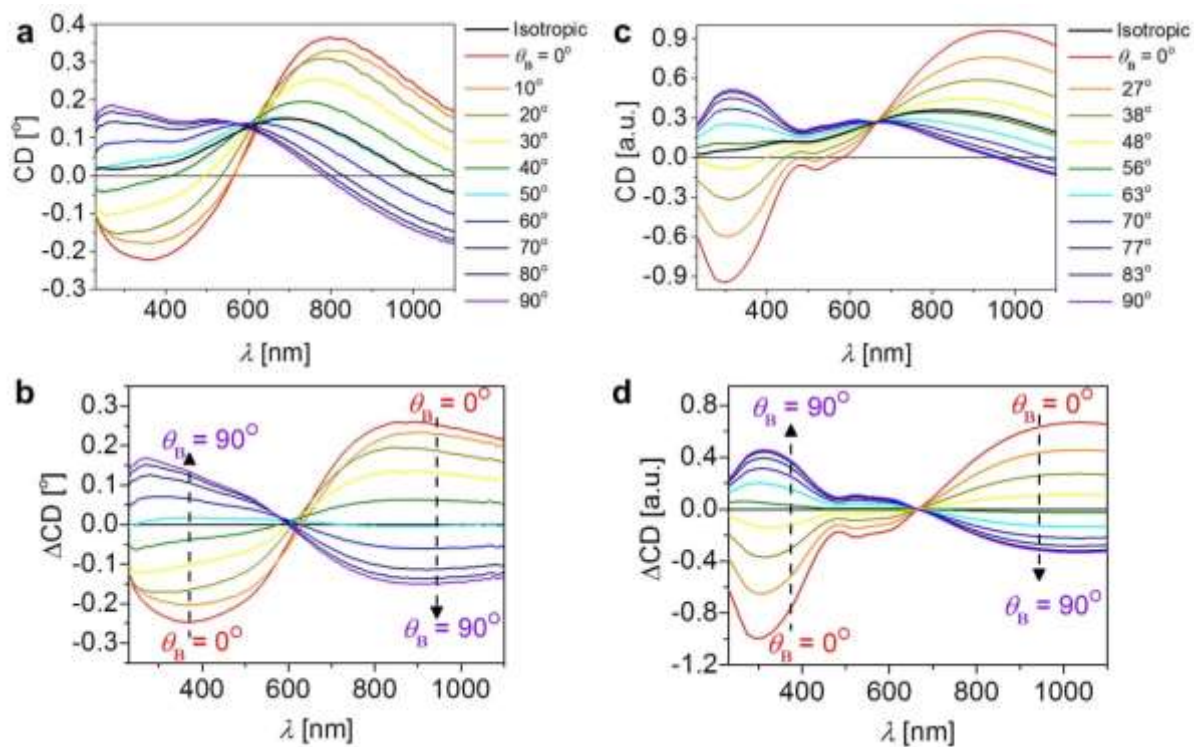 a
CD [°]
0.4
0.3
0.2
0.1
0.0
-0.1
-0.2
-0.3
400 600 800 1000
λ [nm]
Isotropic
θB = 0°
10°
20°
30°
40°
50°
60°
70°
80°
90°
c
CD [a.u.]
0.9
0.6
0.3
0.0
-0.3
-0.6
-0.9
400 600 800 1000
λ [nm]
Isotropic
θB = 0°
27°
38°
48°
56°
63°
70°
77°
83°
90°
b
ΔCD [°]
0.3
0.2
0.1
0.0
-0.1
-0.2
-0.3
θB = 90°
θB = 0°
θB = 0°
θB = 90°
400 600 800 1000
λ [nm]
d
ΔCD [a.u.]
0.8
0.4
0.0
-0.4
-0.8
-1.2
θB = 90°
θB = 0°
θB = 0°
θB = 90°
400 600 800 1000
λ [nm]